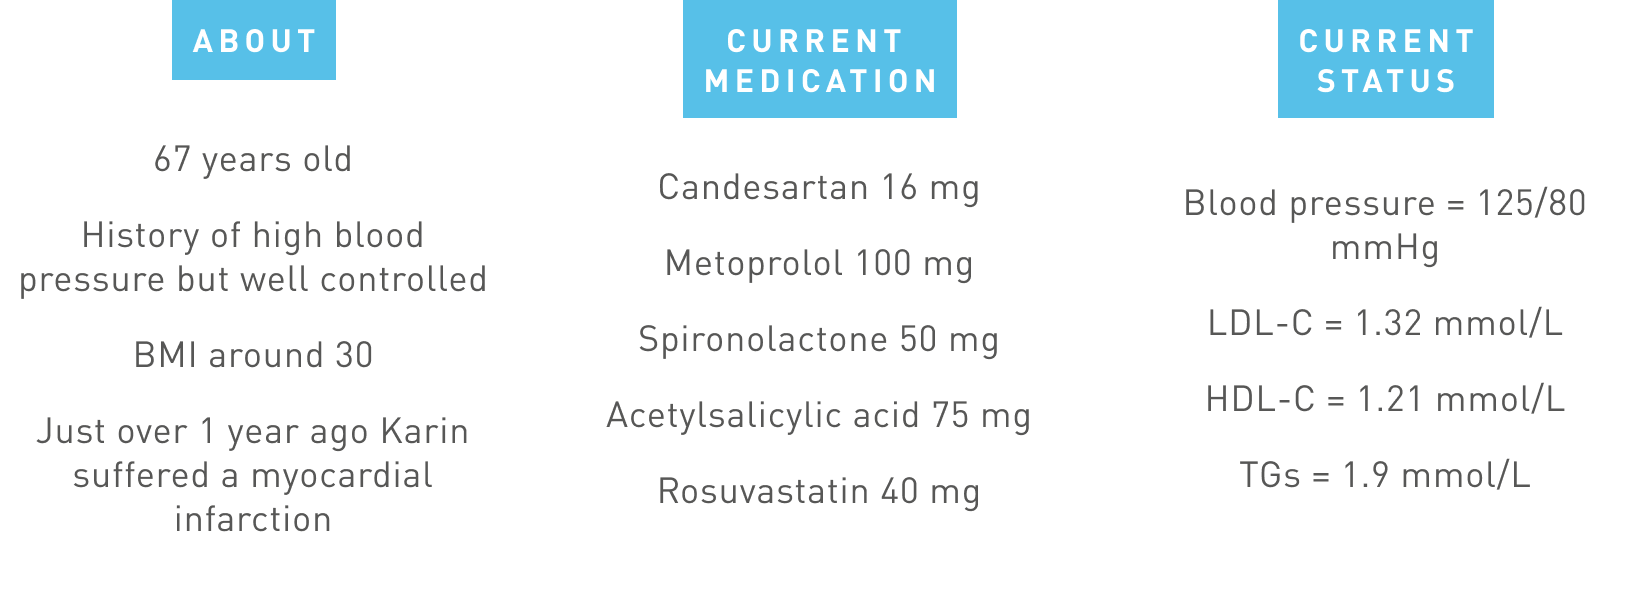 ABOUT
67 years old
History of high blood
pressure but well controlled
BMI around 30
Just over 1 year ago Karin
suffered a myocardial
infarction
CURRENT
MEDICATION
Candesartan 16 mg
Metoprolol 100 mg
Spironolactone 50 mg
Acetylsalicylic acid 75 mg
Rosuvastatin 40 mg
CURRENT
STATUS
Blood pressure = 125/80
mmHg
LDL-C = 1.32 mmol/L
HDL-C = 1.21 mmol/L
TGs = 1.9 mmol/L